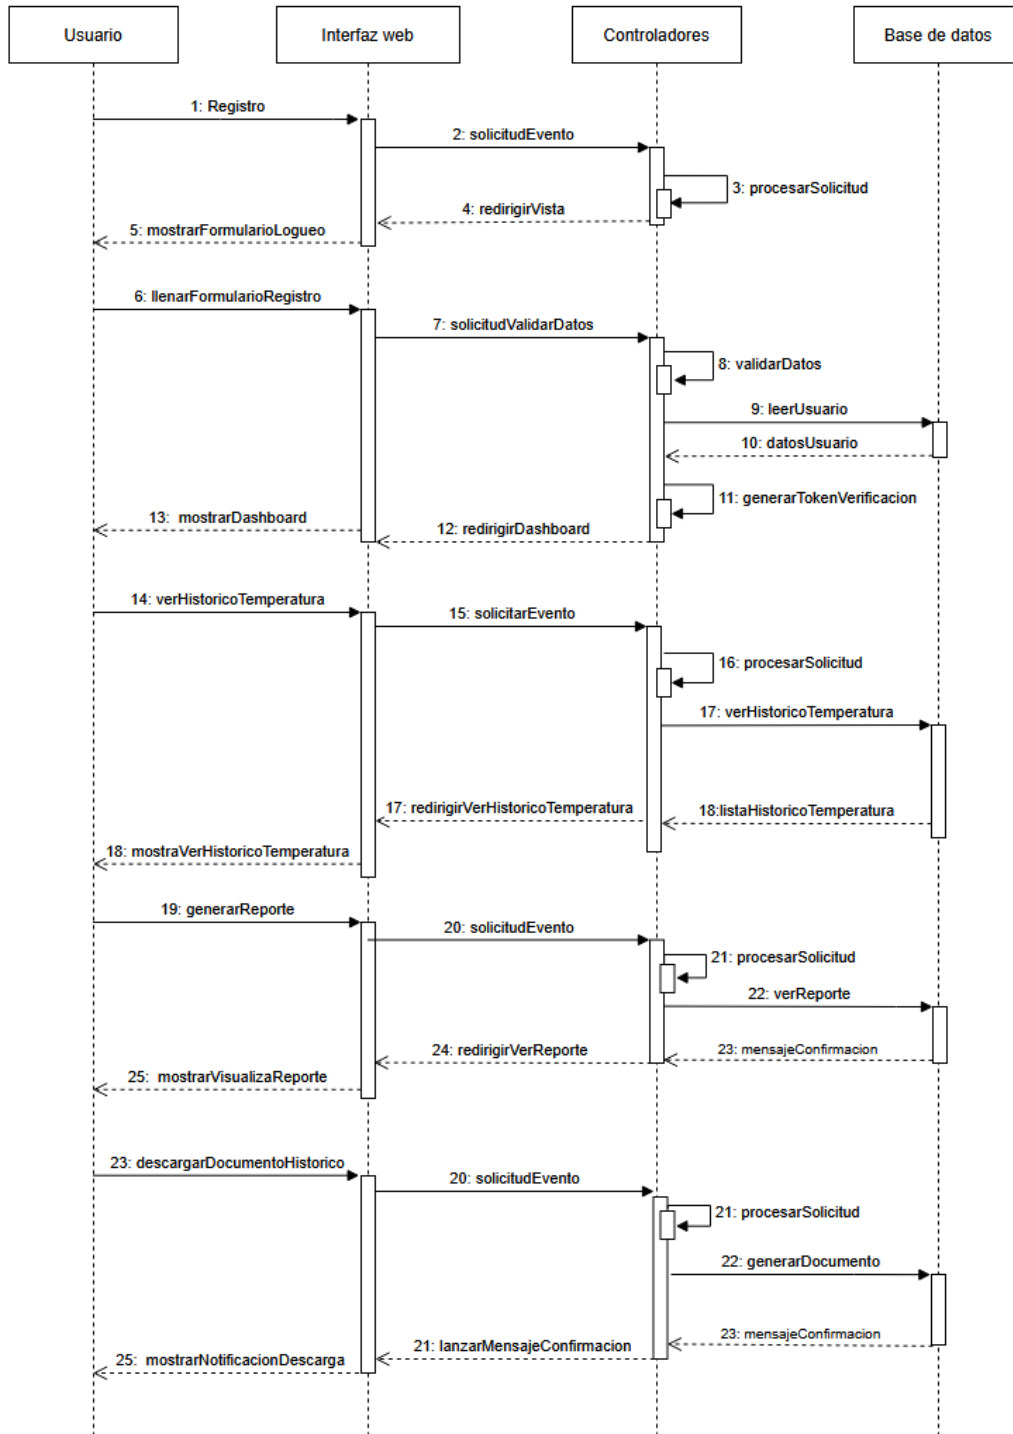 Usuario
Interfaz web
Controladores
Base de datos
1: Registro
2: solicitudEvento
3: procesarSolicitud
4: redirigirVista
5: mostrarFormularioLogueo
6: llenarFormularioRegistro
7: solicitudValidarDatos
8: validarDatos
9: leerUsuario
10: datosUsuario
11: generarTokenVerificacion
13: mostrarDashboard
12: redirigirDashboard
14: verHistoricoTemperatura
15: solicitarEvento
16: procesarSolicitud
17: verHistoricoTemperatura
17: redirigirVerHistoricoTemperatura
18:listaHistoricoTemperatura
18: mostraVerHistoricoTemperatura
19: generarReporte
20: solicitudEvento
21: procesarSolicitud
22: verReporte
24: redirigirVerReporte
23: mensajeConfirmacion
25: mostrarVisualizaReporte
23: descargarDocumentoHistorico
20: solicitudEvento
21: procesarSolicitud
22: generarDocumento
23: mensajeConfirmacion
21: lanzarMensajeConfirmacion
25: mostrarNotificacionDescarga